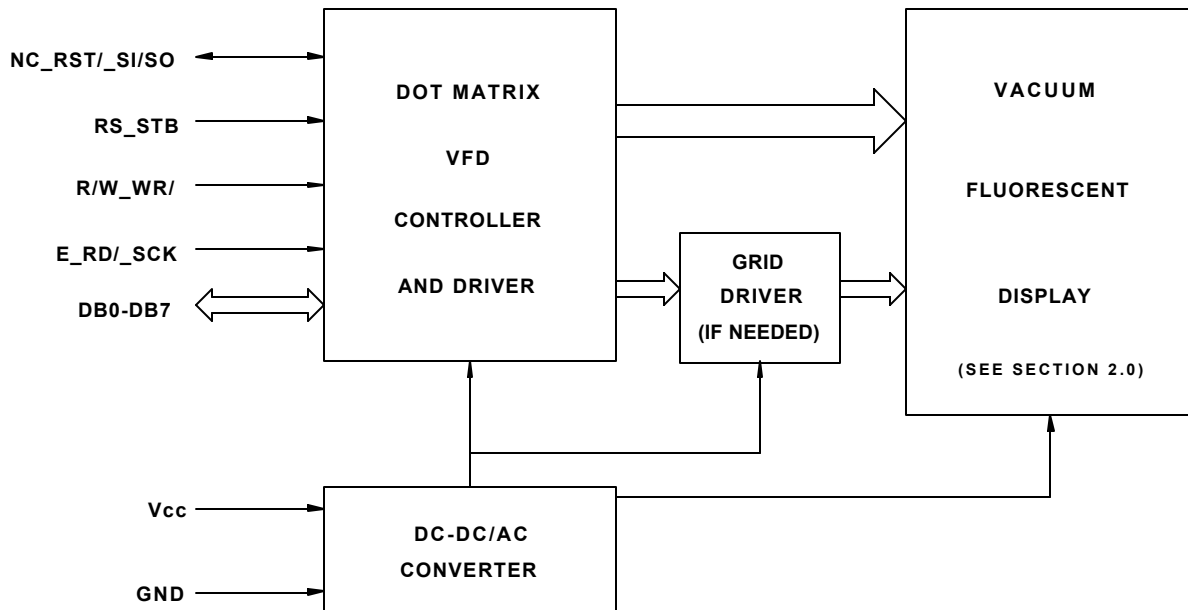 NC_RST/_SI/SO
RS_STB
R/W_WR/
E_RD/_SCK
DB0-DB7
DOT MATRIX
VFD
CONTROLLER
AND DRIVER
GRID
DRIVER
(IF NEEDED)
VACUUM
FLUORESCENT
DISPLAY
(SEE SECTION 2.0)
Vcc
GND
DC-DC/AC
CONVERTER